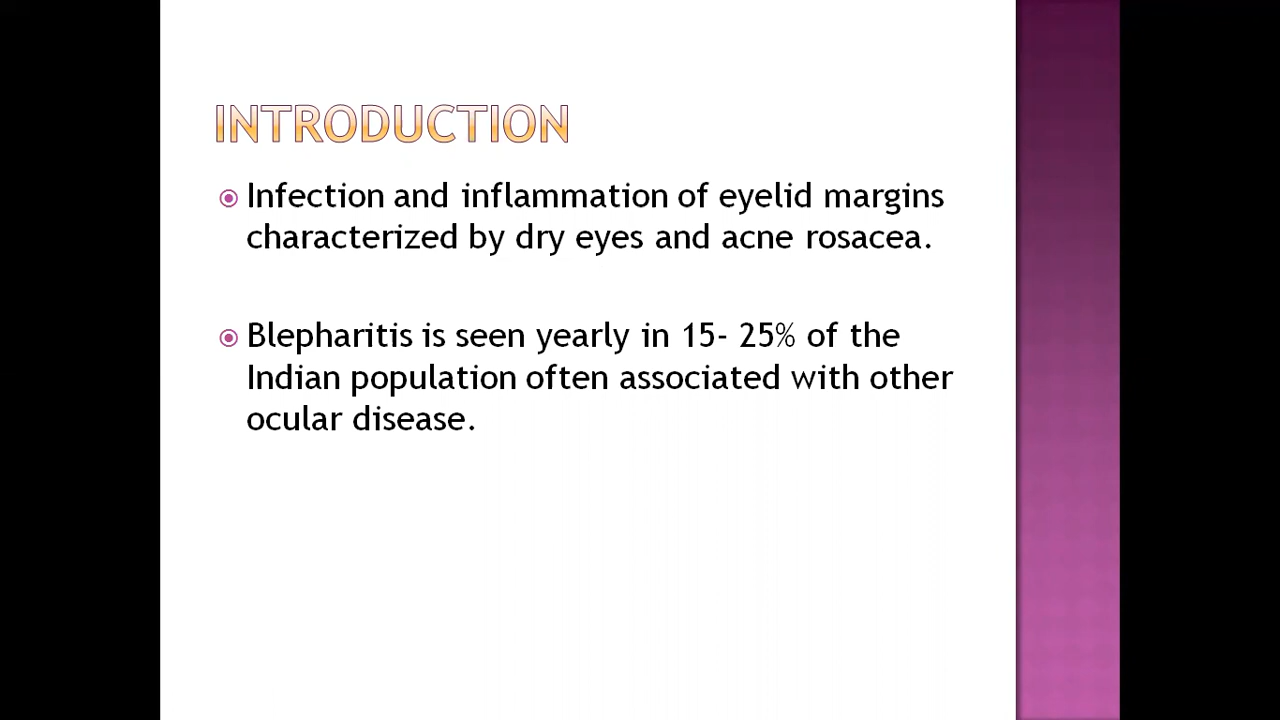 INTRODUCTION
Infection and inflammation of eyelid margins
characterized by dry eyes and acne rosacea.
Blepharitis is seen yearly in 15- 25% of the
Indian population often associated with other
ocular disease.